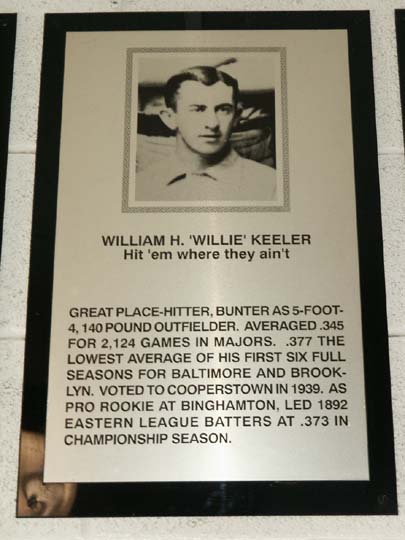 WILLIAM H. 'WILLIE' KEELER
Hit 'em where they ain't
GREAT PLACE-HITTER, BUNTER AS 5-FOOT-
4, 140 POUND OUTFIELDER. AVERAGED .345
FOR 2,124 GAMES IN MAJORS. .377 THE
LOWEST AVERAGE OF HIS FIRST SIX FULL
SEASONS FOR BALTIMORE AND BROOK-
LYN. VOTED TO COOPERSTOWN IN 1939. AS
PRO ROOKIE AT BINGHAMTON, LED 1892
EASTERN LEAGUE BATTERS AT .373 IN
CHAMPIONSHIP SEASON.